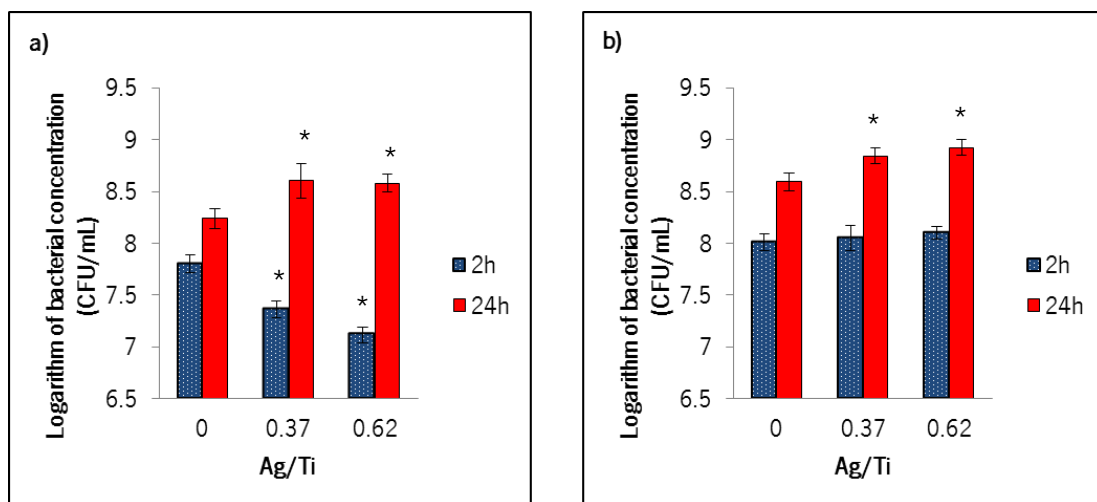 a)
Logarithm of bacterial concentration
(CFU/mL)
9.5
9
8.5
8
7.5
7
6.5
*
*
*
*
0 0.37 0.62
Ag/Ti
2h
24h
b)
Logarithm of bacterial concentration
(CFU/mL)
9.5
9
8.5
8
7.5
7
6.5
*
*
0 0.37 0.62
Ag/Ti
2h
24h